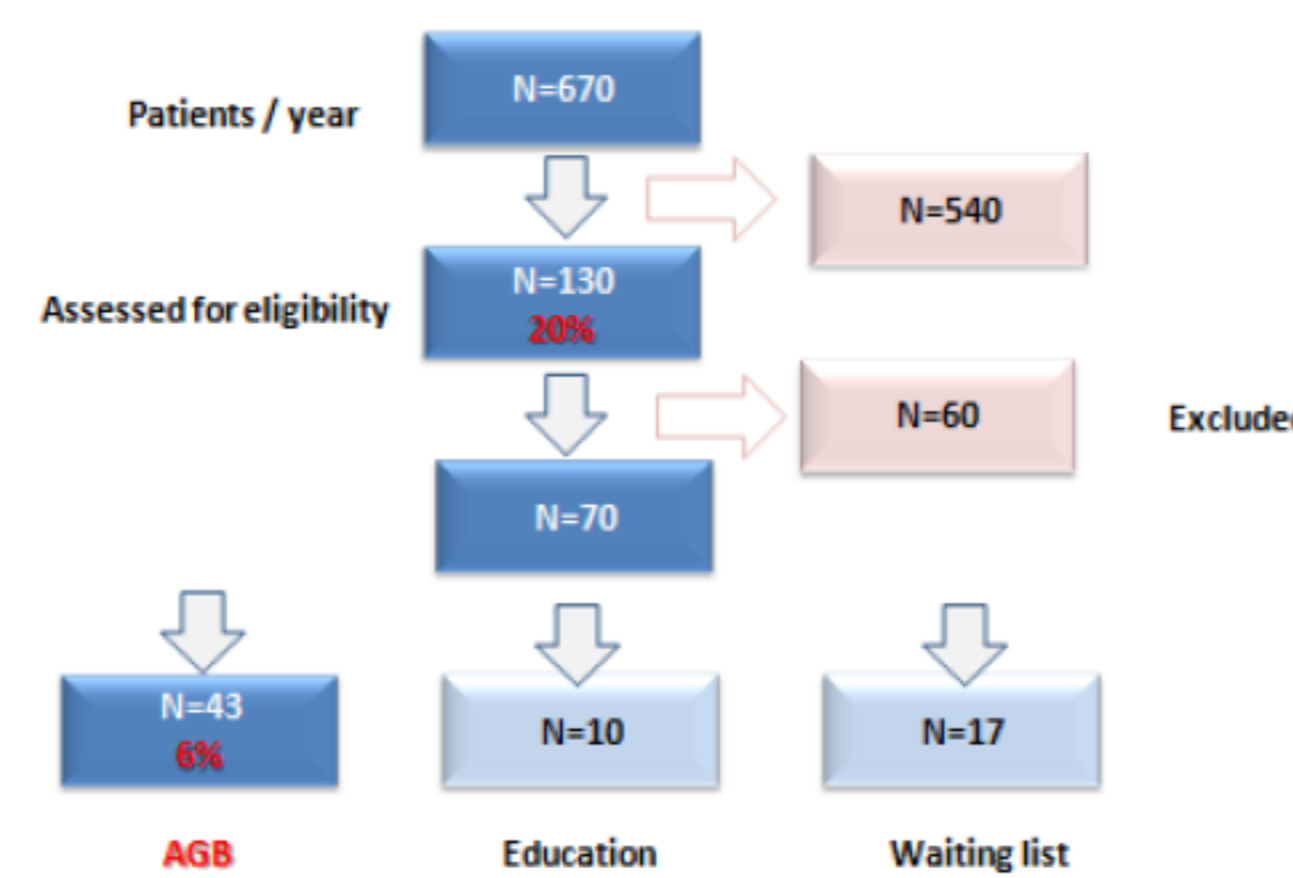 N=670
Patients / year
N=540
N=130
Assessed for eligibility
20%
N=60
N=70
N=43
6%
N=10
N=17
AGB
Education
Waiting list